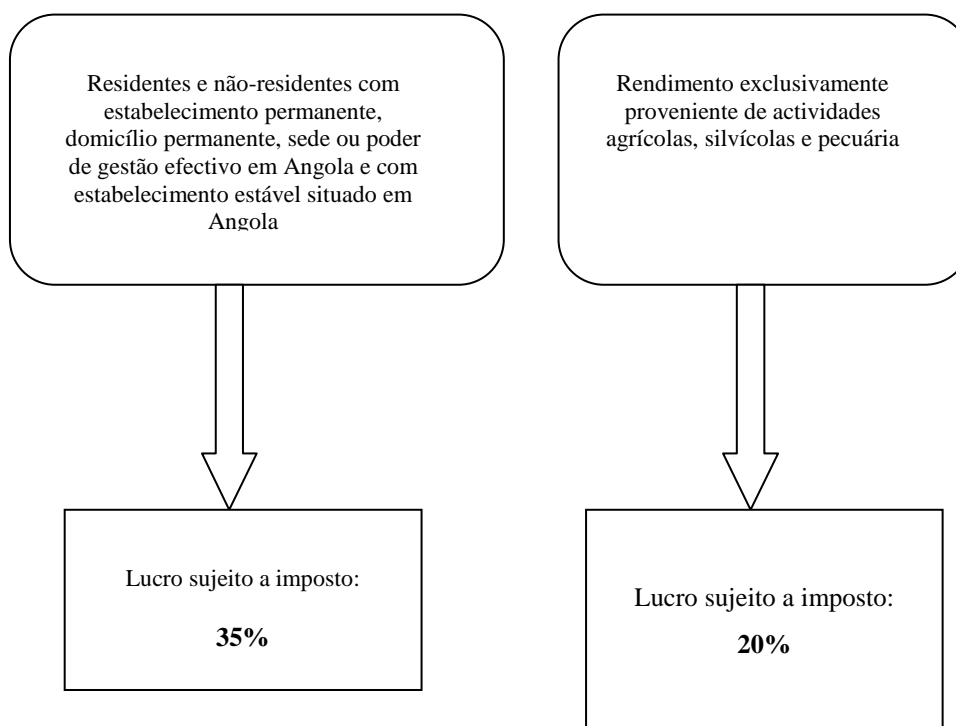 Residentes e não-residentes com
estabelecimento permanente,
domicílio permanente, sede ou poder
de gestão efectivo em Angola e com
estabelecimento estável situado em
Angola
Rendimento exclusivamente
proveniente de actividades
agrícolas, silvícolas e pecuária
Lucro sujeito a imposto:
35%
Lucro sujeito a imposto:
20%